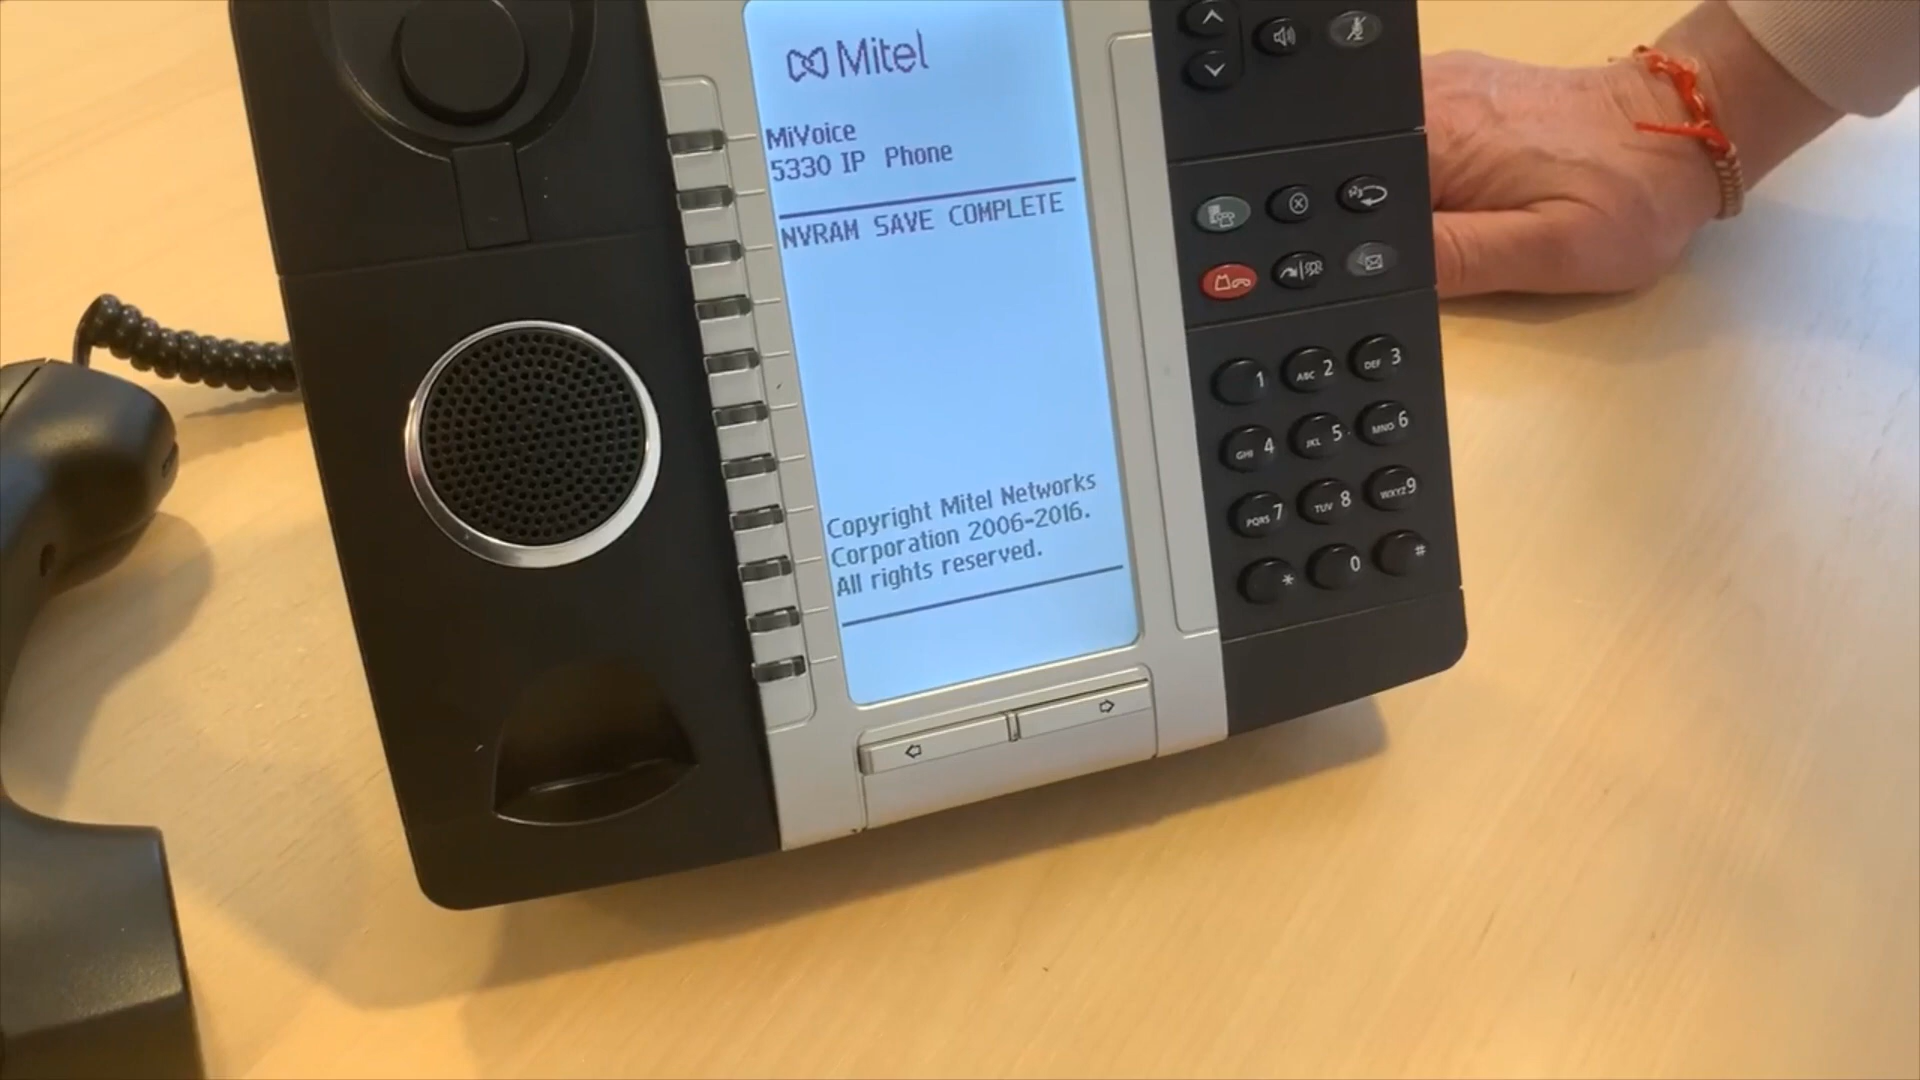 Mitel
MiVoice
5330 IP Phone
NVRAM SAVE COMPLETE
Copyright Mitel Networks
Corporation 2006-2016.
All rights reserved.
1
ABC 2
DEF 3
GHI 4
JKL 5
MNO 6
PQRS 7
TUV 8
WXYZ 9
*
0
#